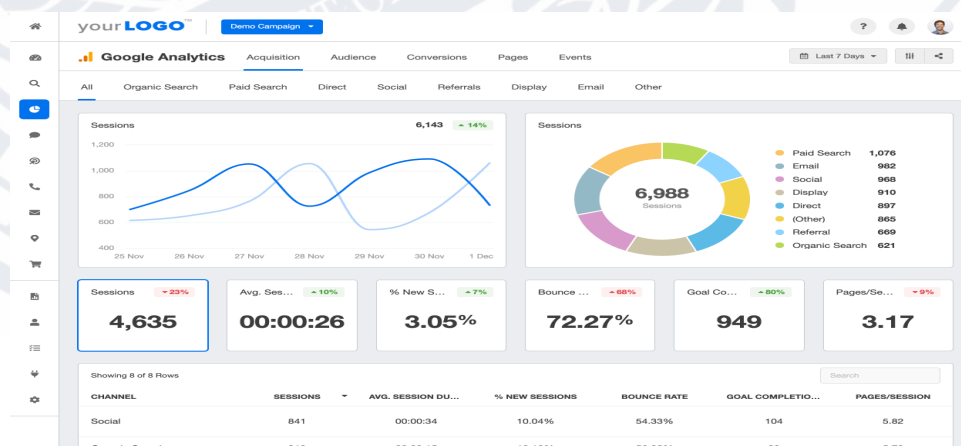 yourLOGO™ Demo Campaign ?
Google Analytics Acquisition Audience Conversions Pages Events Last 7 Days
All Organic Search Paid Search Direct Social Referrals Display Email Other
Sessions 6,143 14%
1,200
1,000
800
600
400
25 Nov 26 Nov 27 Nov 28 Nov 29 Nov 30 Nov 1 Dec
Sessions
6,988
Sessions
Paid Search 1,076
Email 982
Social 968
Display 910
Direct 897
(Other) 865
Referral 669
Organic Search 621
Sessions 23%
4,635
Avg. Ses... 10%
00:00:26
% New S... 7%
3.05%
Bounce ... 68%
72.27%
Goal Co... 80%
949
Pages/Se... 9%
3.17
Showing 8 of 8 Rows Search
CHANNEL SESSIONS AVG. SESSION DU... % NEW SESSIONS BOUNCE RATE GOAL COMPLETIO... PAGES/SESSION
Social 841 00:00:34 10.04% 54.33% 104 5.82